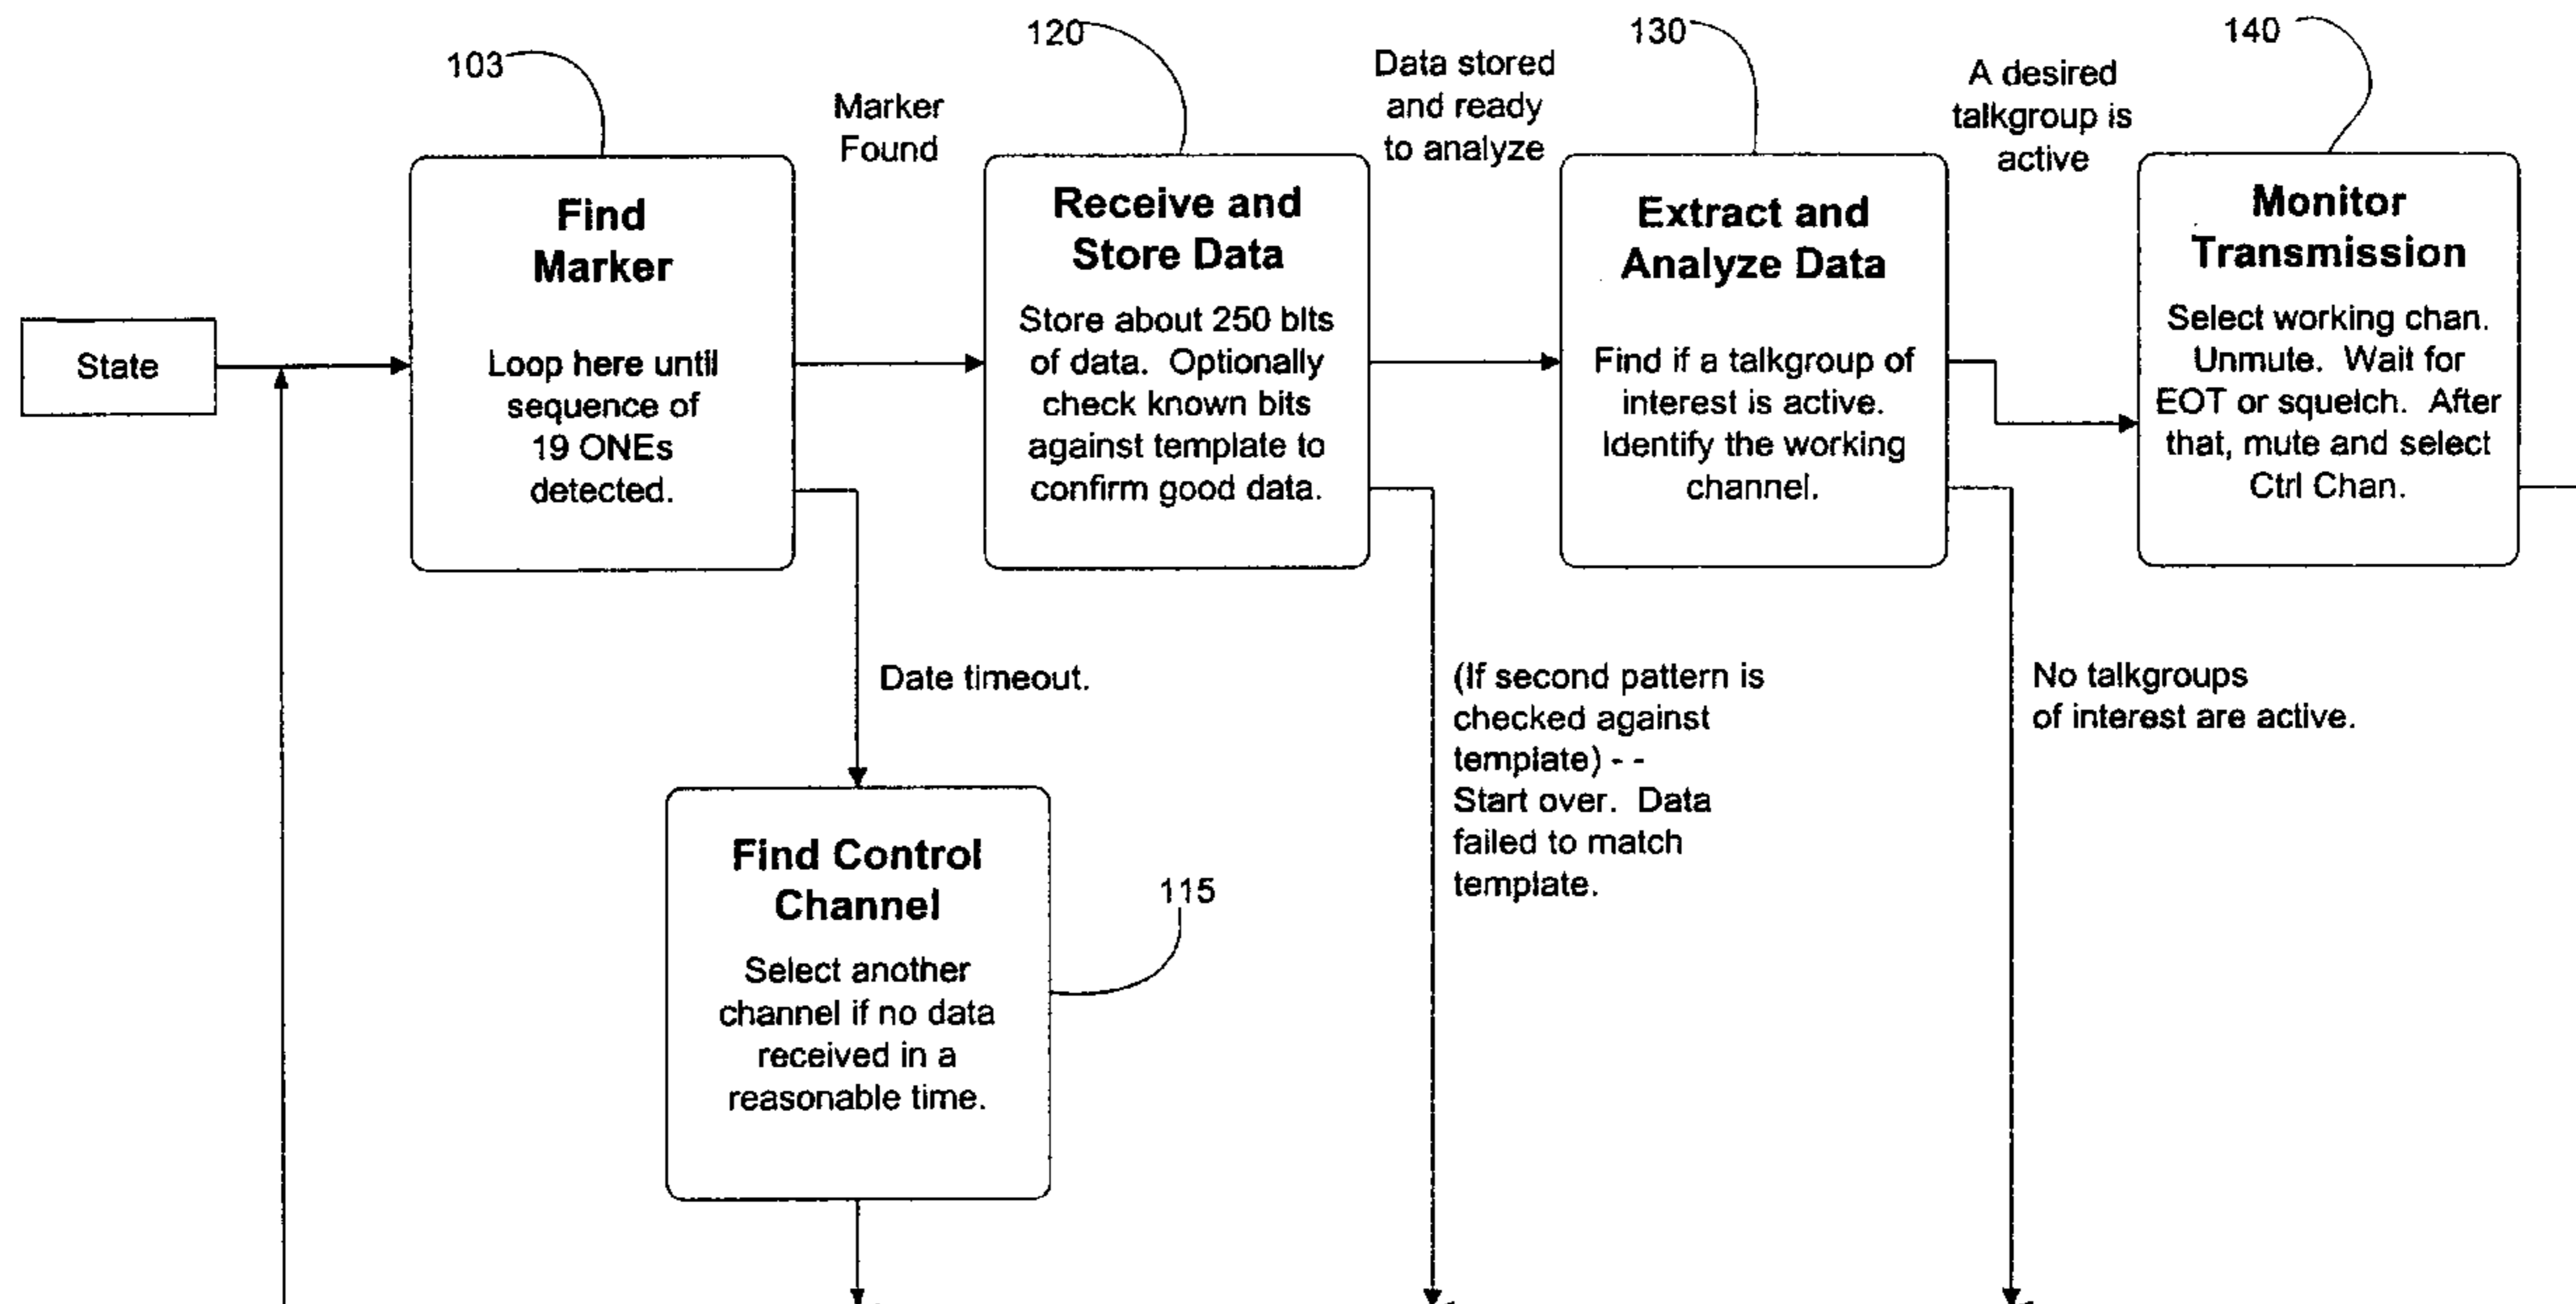 103
120
130
140
Marker
Found
Data stored
and ready
to analyze
A desired
talkgroup is
active
State
Find
Marker
Loop here until
sequence of
19 ONEs
detected.
Receive and
Store Data
Store about 250 bits
of data. Optionally
check known bits
against template to
confirm good data.
Extract and
Analyze Data
Find if a talkgroup of
interest is active.
Identify the working
channel.
Monitor
Transmission
Select working chan.
Unmute. Wait for
EOT or squelch. After
that, mute and select
Ctrl Chan.
Date timeout.
(If second pattern is
checked against
template) - -
Start over. Data
failed to match
template.
No talkgroups
of interest are active.
Find Control
Channel
Select another
channel if no data
received in a
reasonable time.
115